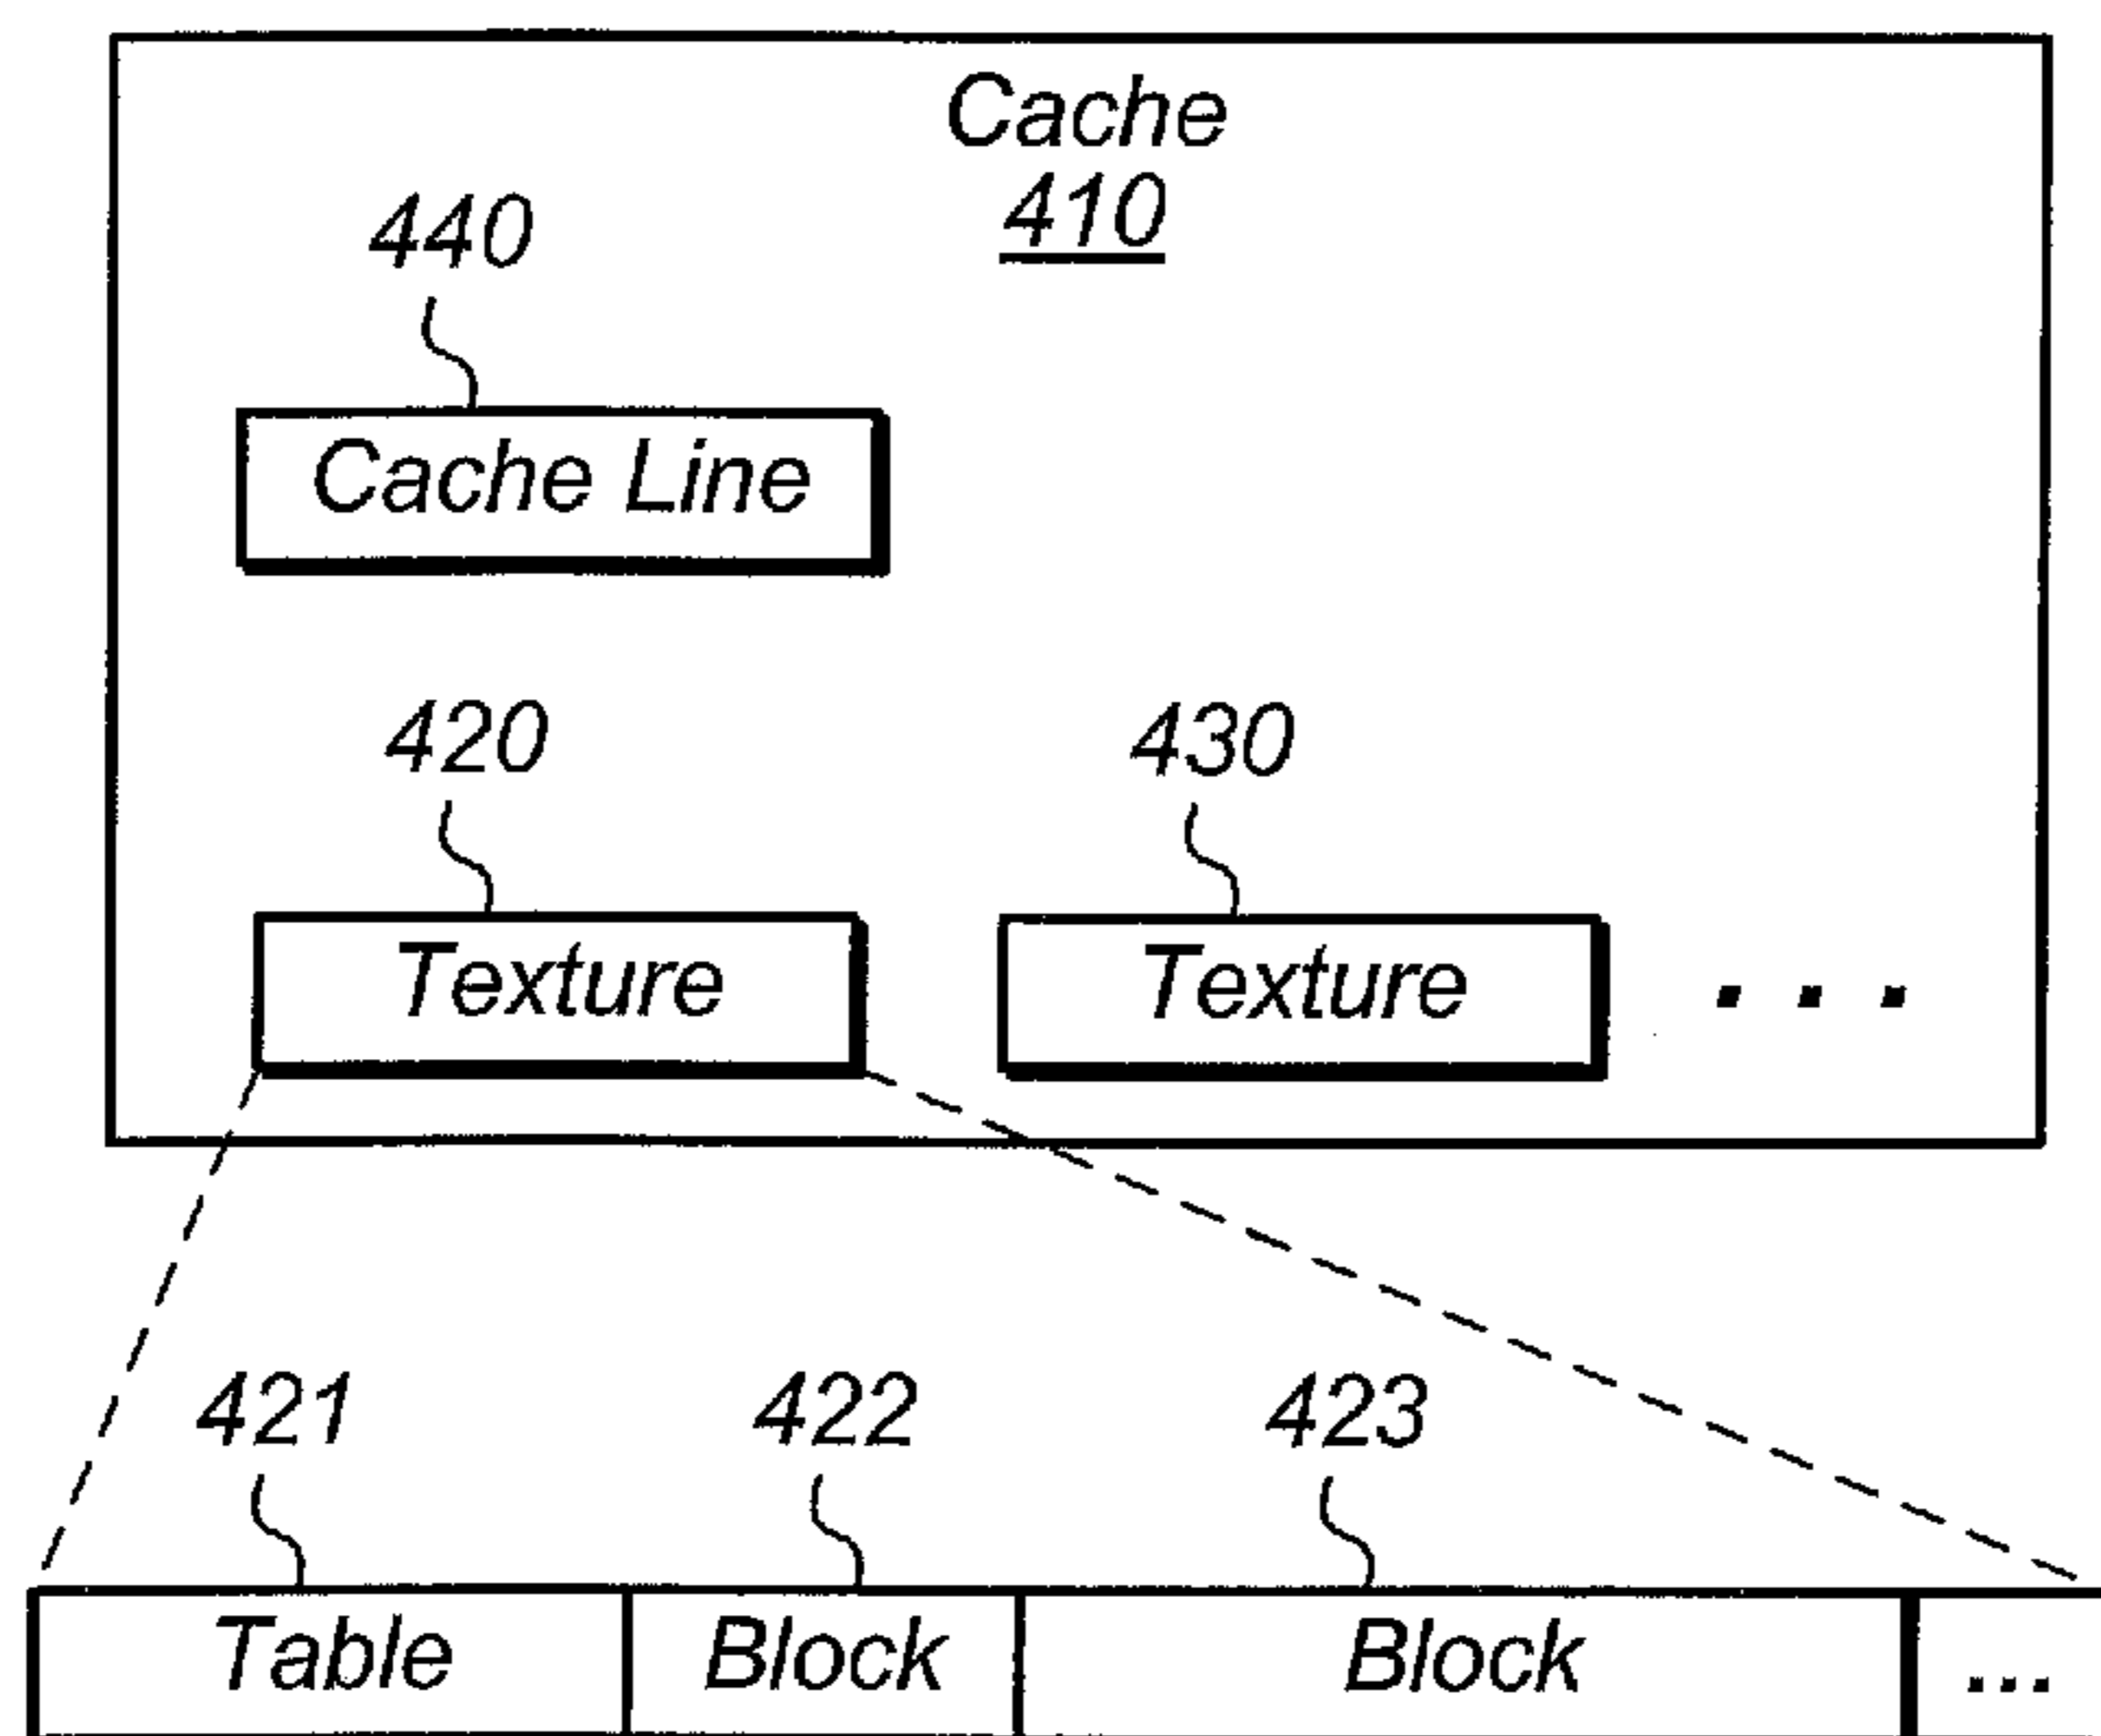 Cache
410
440
Cache Line
420
430
Texture
Texture
...
421
422
423
Table
Block
Block
...